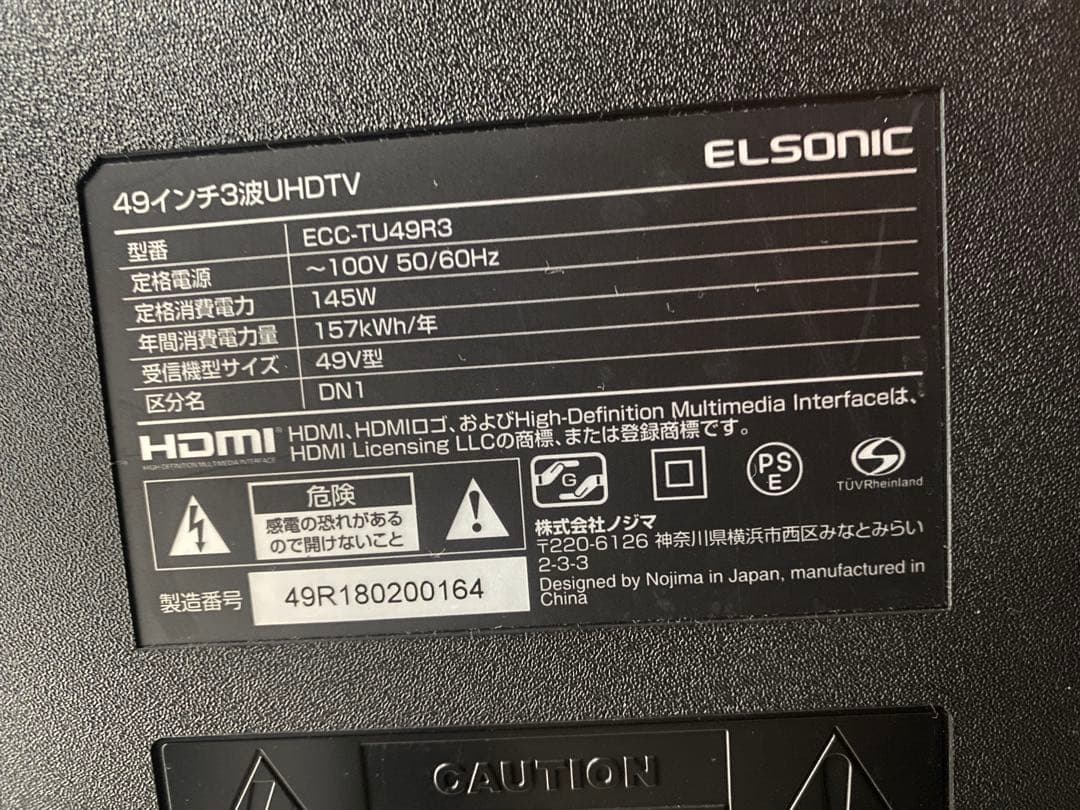 ELSONIC
49インチ3波UHDTV
型番 ECC-TU49R3
定格電源 ～100V 50/60Hz
定格消費電力 145W
年間消費電力量 157kWh/年
受信機型サイズ 49V型
区分名 DN1
HDMI HDMI、HDMIロゴ、およびHigh-Definition Multimedia Interfaceは、
HIGH-DEFINITION MULTIMEDIA INTERFACE HDMI Licensing LLCの商標、または登録商標です。
危険
感電の恐れがある
ので開けないこと
G
PS
E
TÜVRheinland
株式会社ノジマ
〒220-6126 神奈川県横浜市西区みなとみらい
2-3-3
Designed by Nojima in Japan, manufactured in
China
製造番号 49R180200164
CAUTION